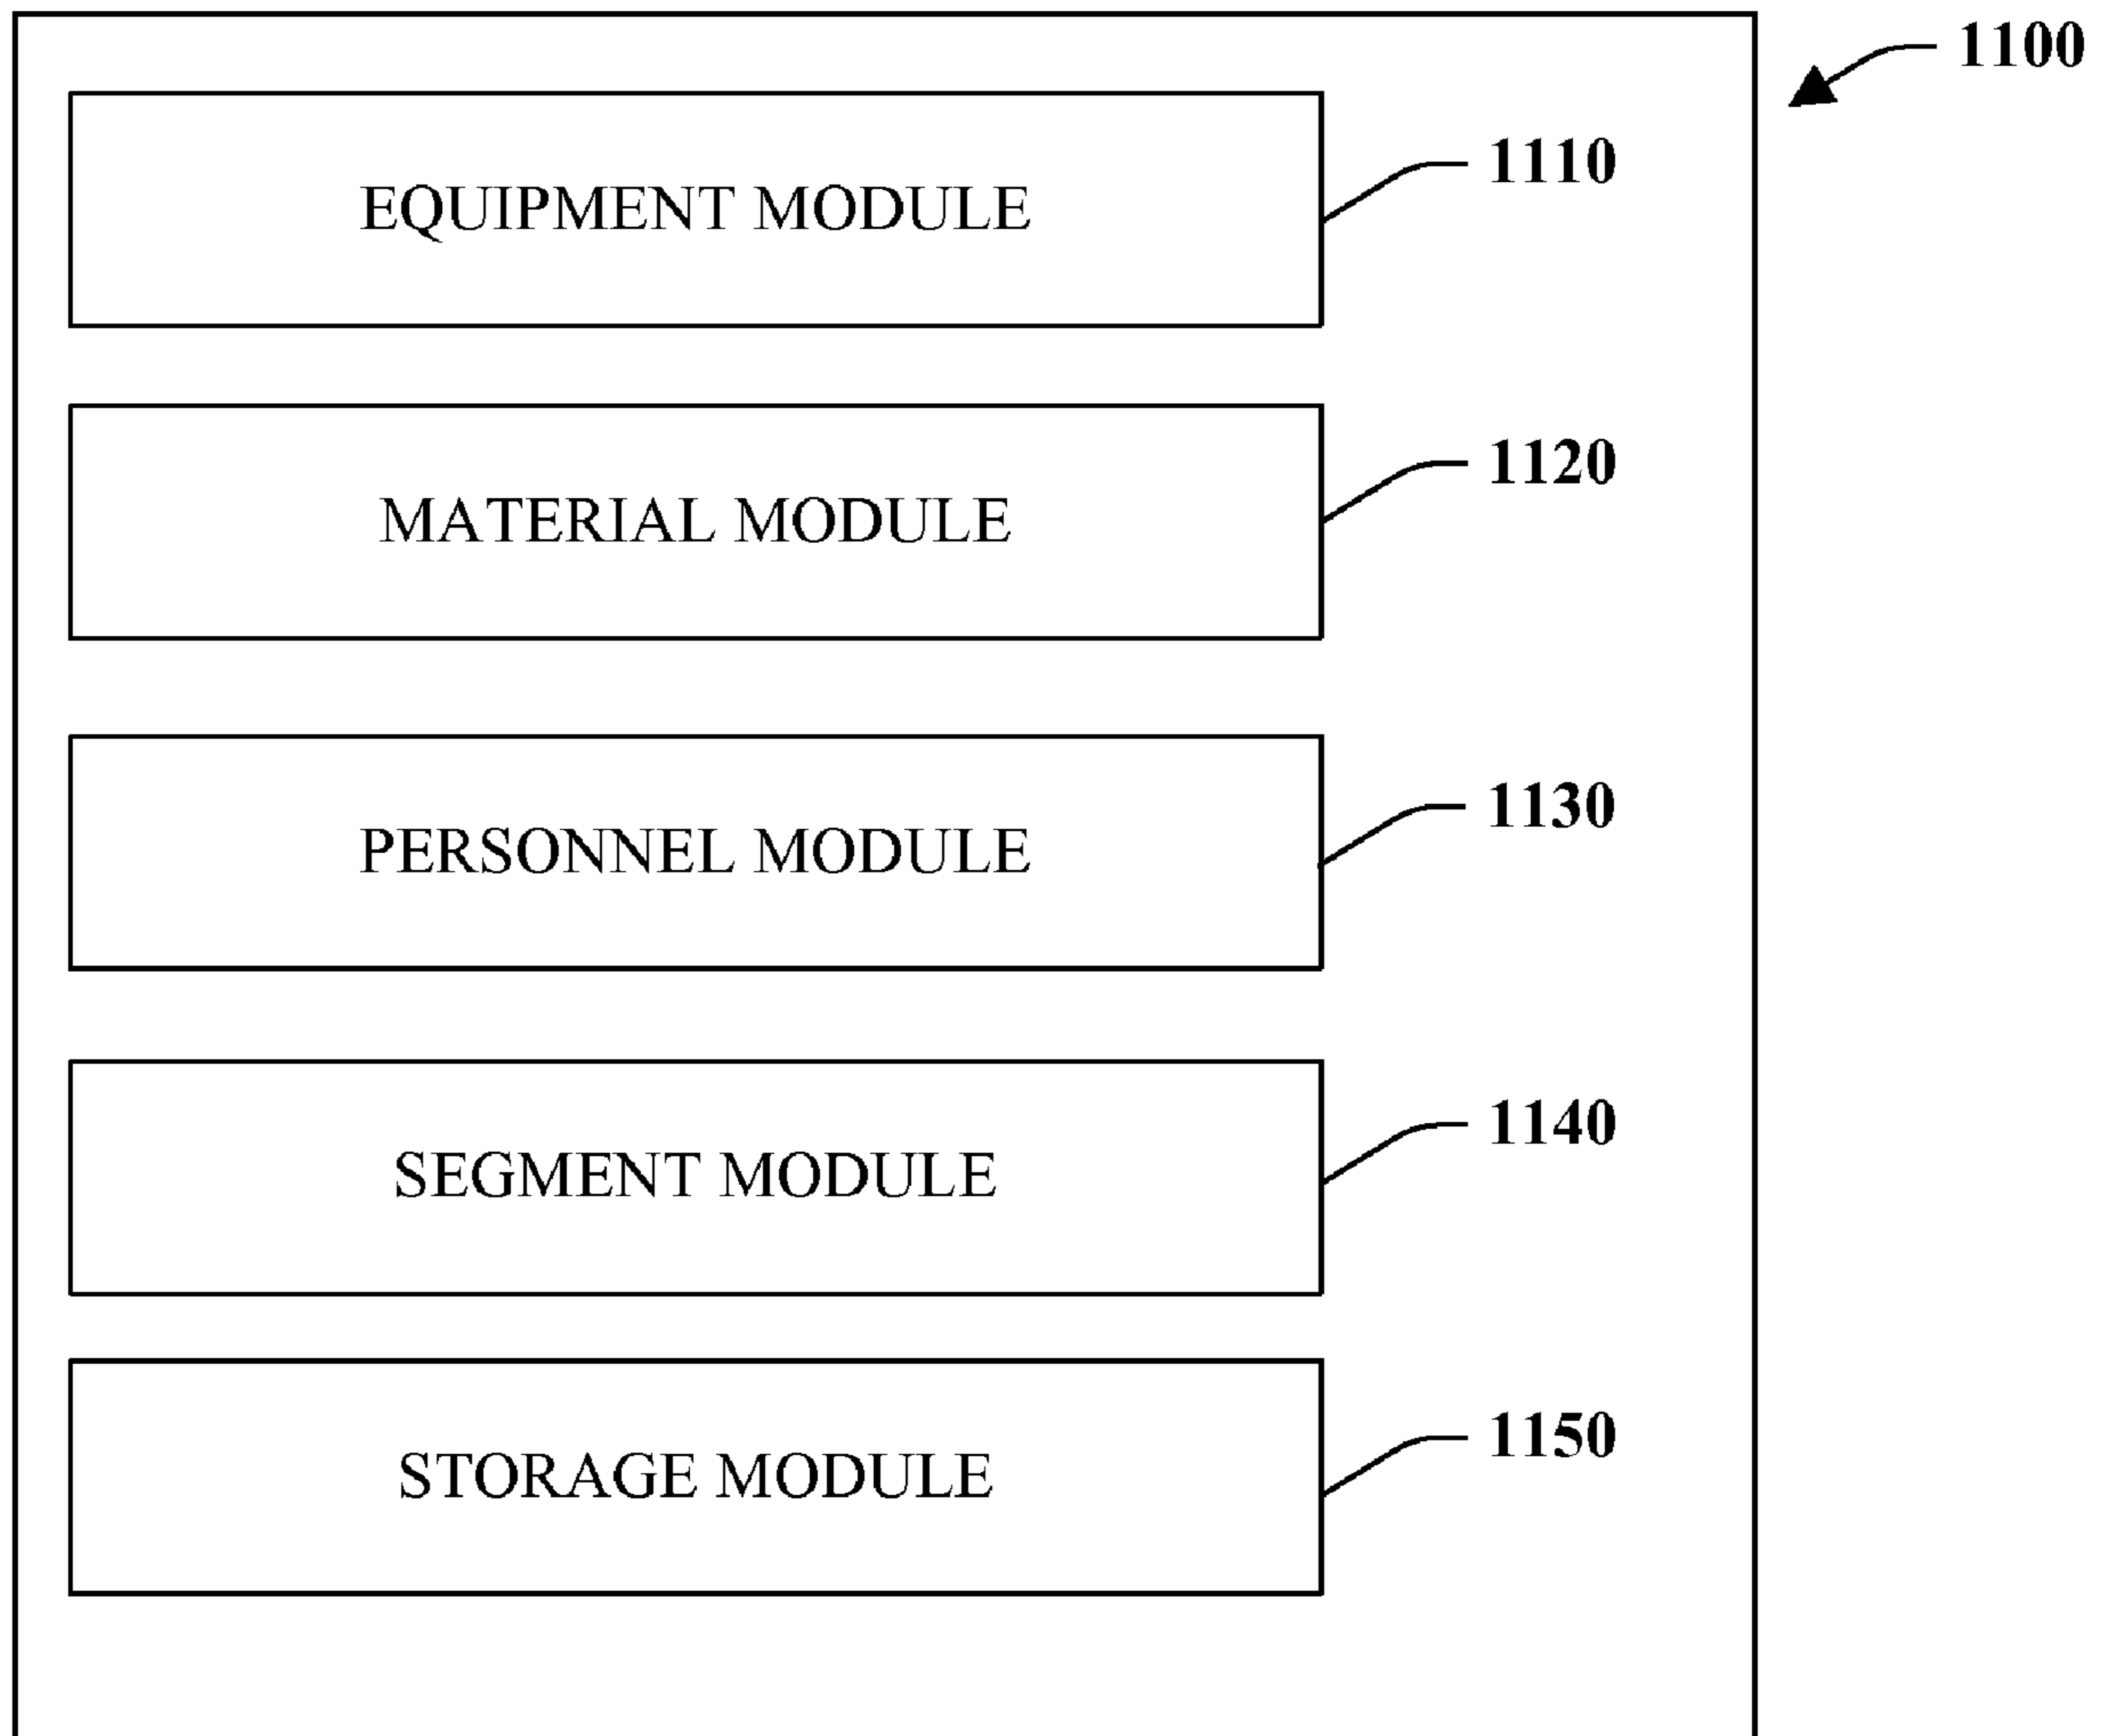 1100
EQUIPMENT MODULE
1110
MATERIAL MODULE
1120
PERSONNEL MODULE
1130
SEGMENT MODULE
1140
STORAGE MODULE
1150